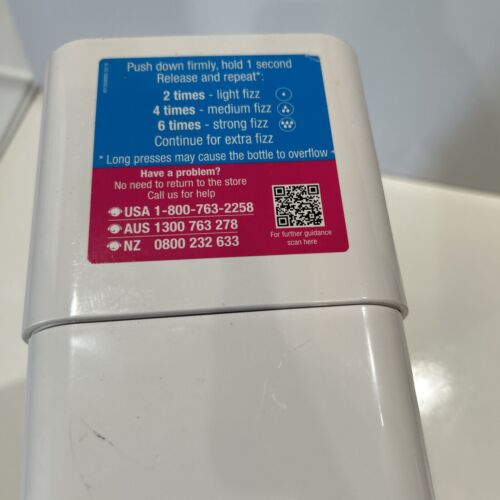 Push down firmly, hold 1 second
Release and repeat*:
2 times - light fizz
4 times - medium fizz
6 times - strong fizz
Continue for extra fizz
* Long presses may cause the bottle to overflow *
Have a problem?
No need to return to the store
Call us for help
USA 1-800-763-2258
AUS 1300 763 278
NZ 0800 232 633
For further guidance
scan here